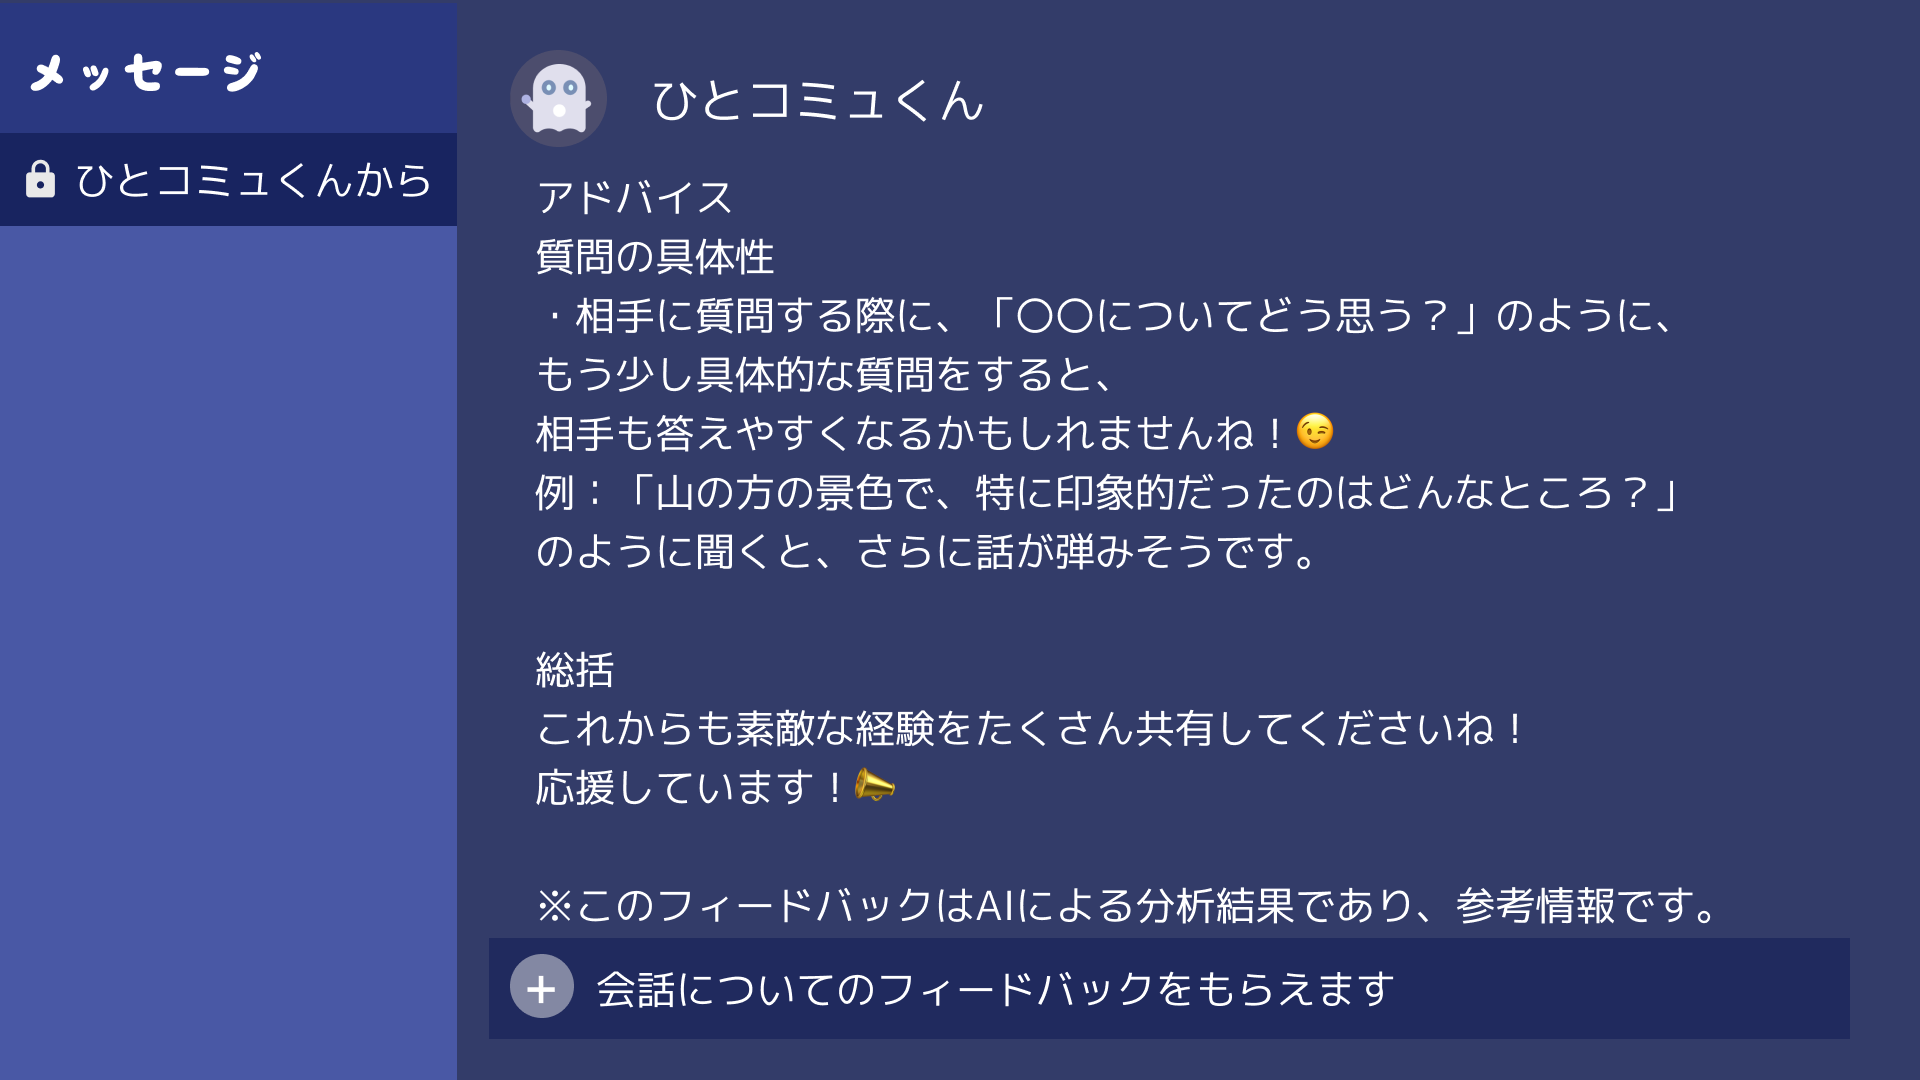 メッセージ
ひとコミュくんから
ひとコミュくん
アドバイス
質問の具体性
・相手に質問する際に、「〇〇についてどう思う？」のように、
もう少し具体的な質問をすると、
相手も答えやすくなるかもしれませんね！😉
例：「山の方の景色で、特に印象的だったのはどんなところ？」
のように聞くと、さらに話が弾みそうです。
総括
これからも素敵な経験をたくさん共有してくださいね！
応援しています！📣
※このフィードバックはAIによる分析結果であり、参考情報です。
会話についてのフィードバックをもらえます